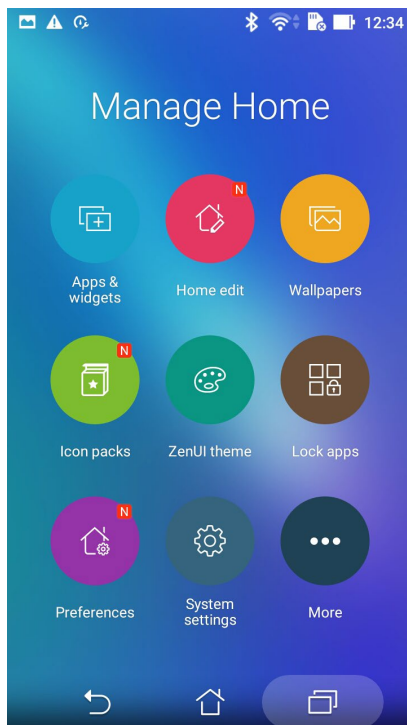 12:34
Manage Home
N
Apps &
widgets
Home edit
Wallpapers
N
Icon packs
ZenUI theme
Lock apps
N
Preferences
System
settings
More